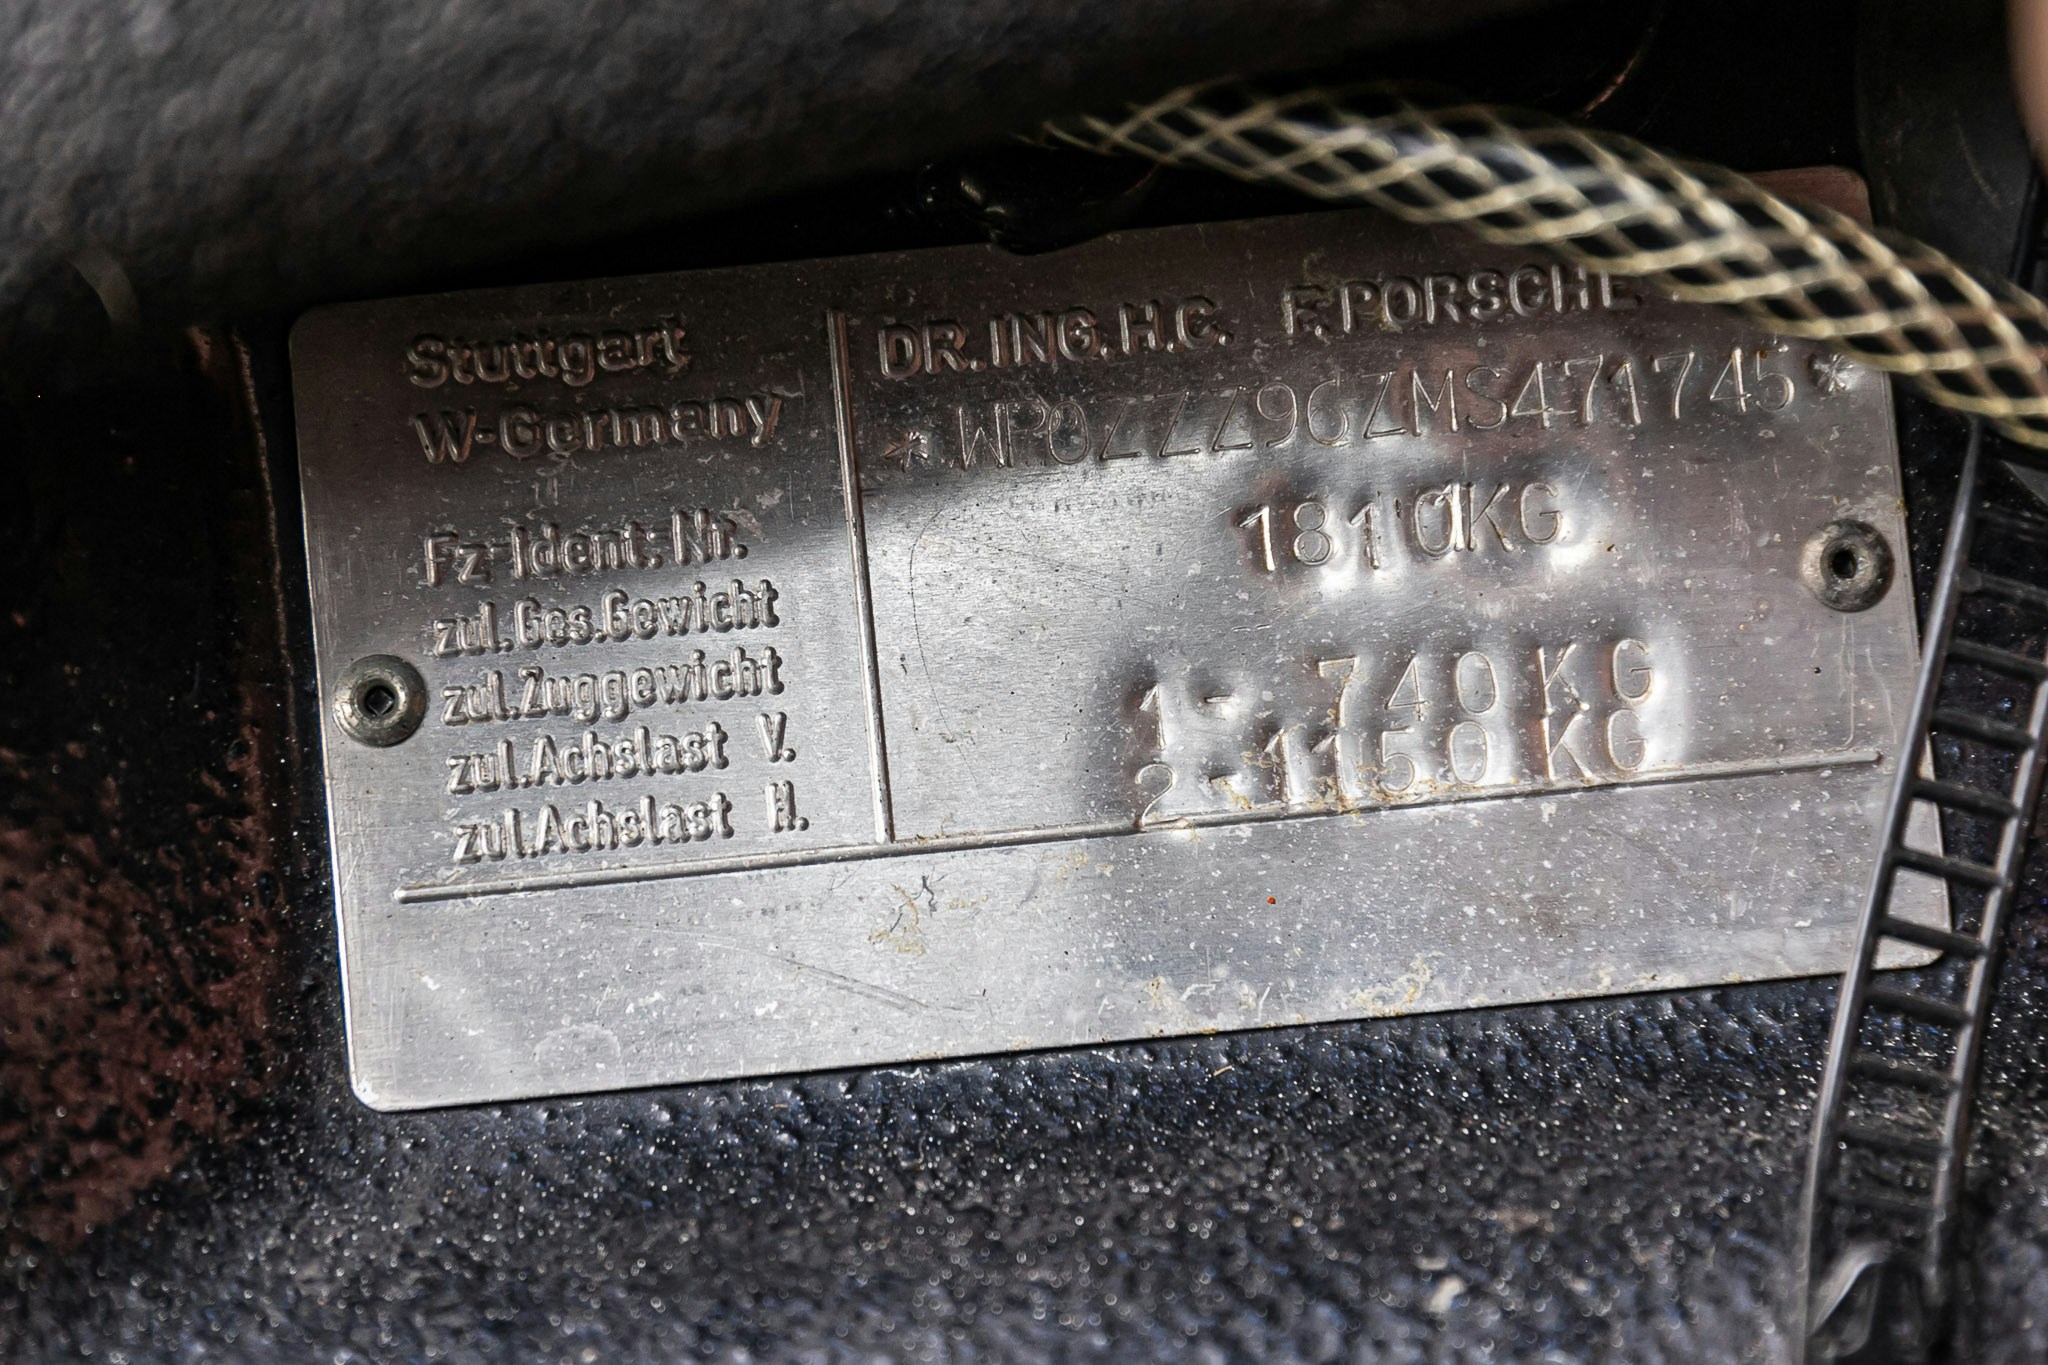 Stuttgart
W-Germany
DR.ING.H.C. F.PORSCHE
*WP0ZZZ96ZMS471745*
Fz-Ident.-Nr.
zul.Ges.Gewicht 1810KG
zul.Zuggewicht
zul.Achslast V. 1- 740 KG
zul.Achslast H. 2-1150 KG